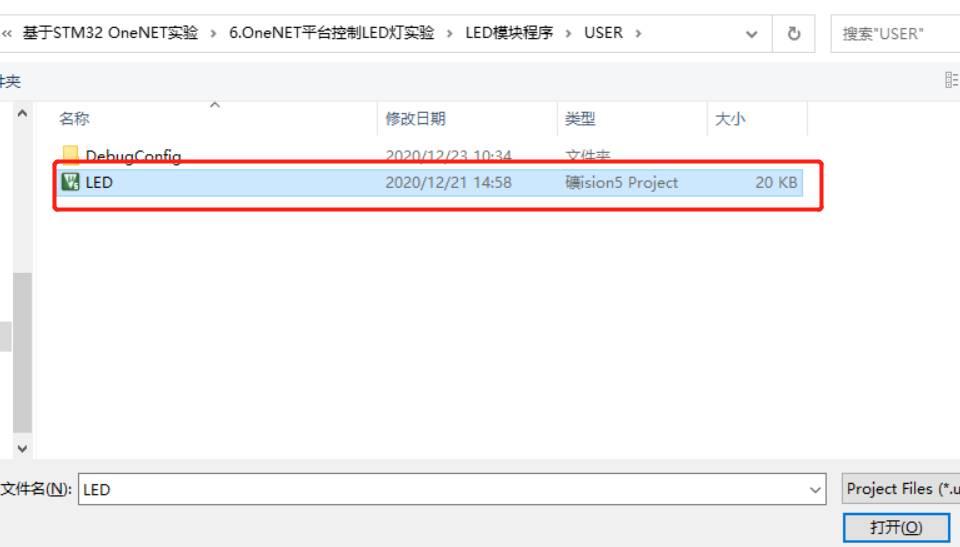 « 基于STM32 OneNET实验 › 6.OneNET平台控制LED灯实验 › LED模块程序 › USER ›
搜索"USER"
件夹
名称 修改日期 类型 大小
DebugConfig 2020/12/23 10:34 文件夹
LED 2020/12/21 14:58 礦ision5 Project 20 KB
文件名(N): LED
Project Files (*.u
打开(O)